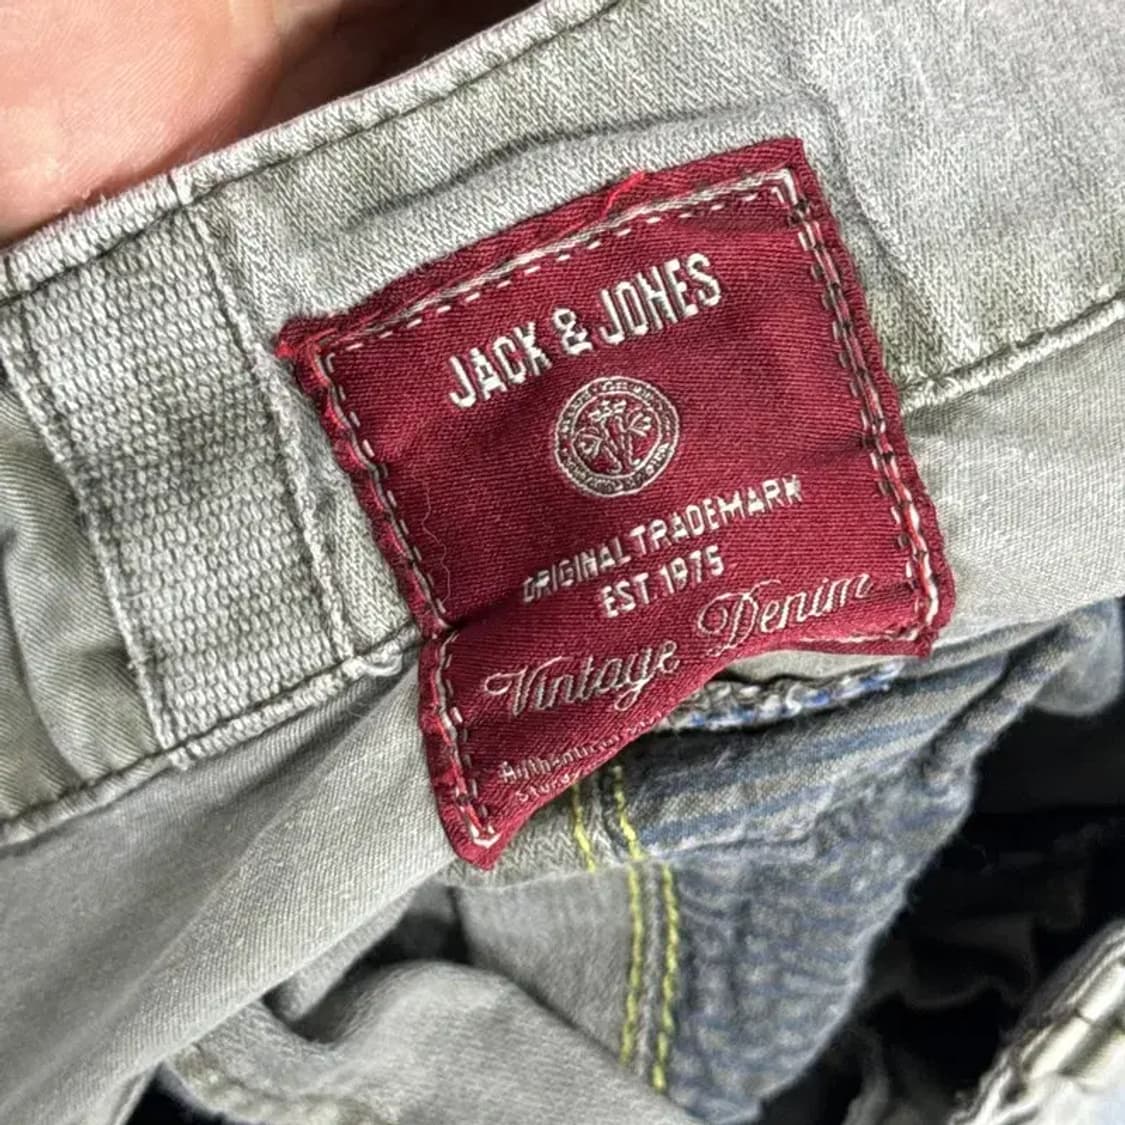 JACK & JONES
ORIGINAL TRADEMARK
EST. 1975
Vintage Denim